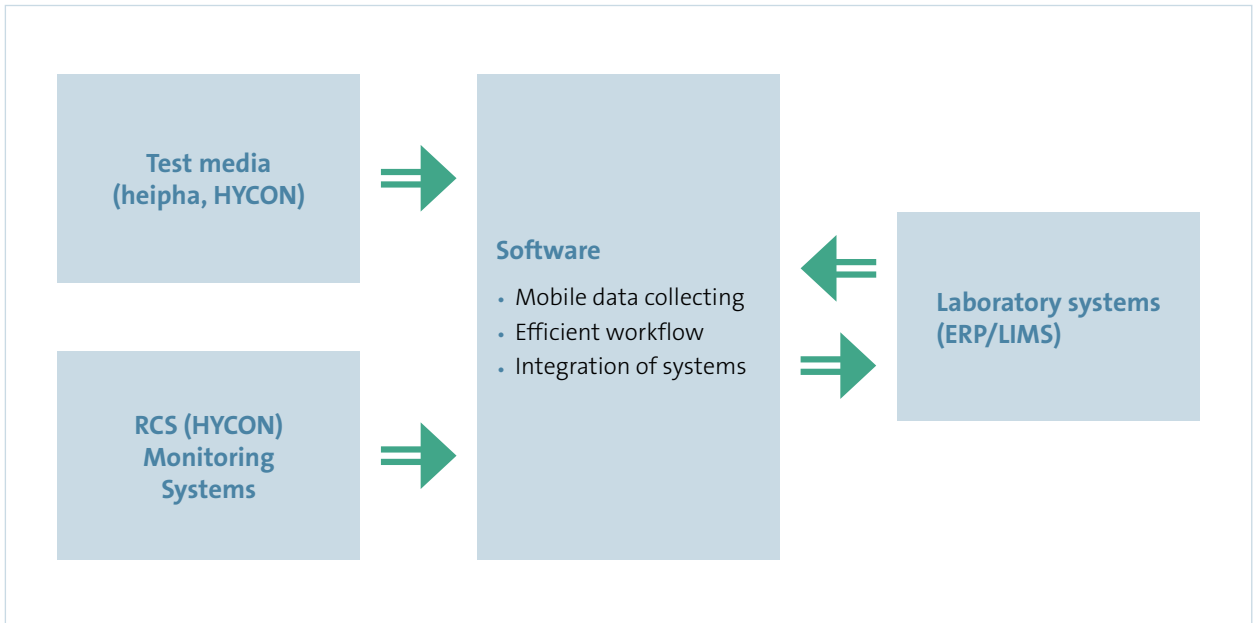 Test media
(heipha, HYCON)
RCS (HYCON)
Monitoring
Systems
Software
• Mobile data collecting
• Efficient workflow
• Integration of systems
Laboratory systems
(ERP/LIMS)